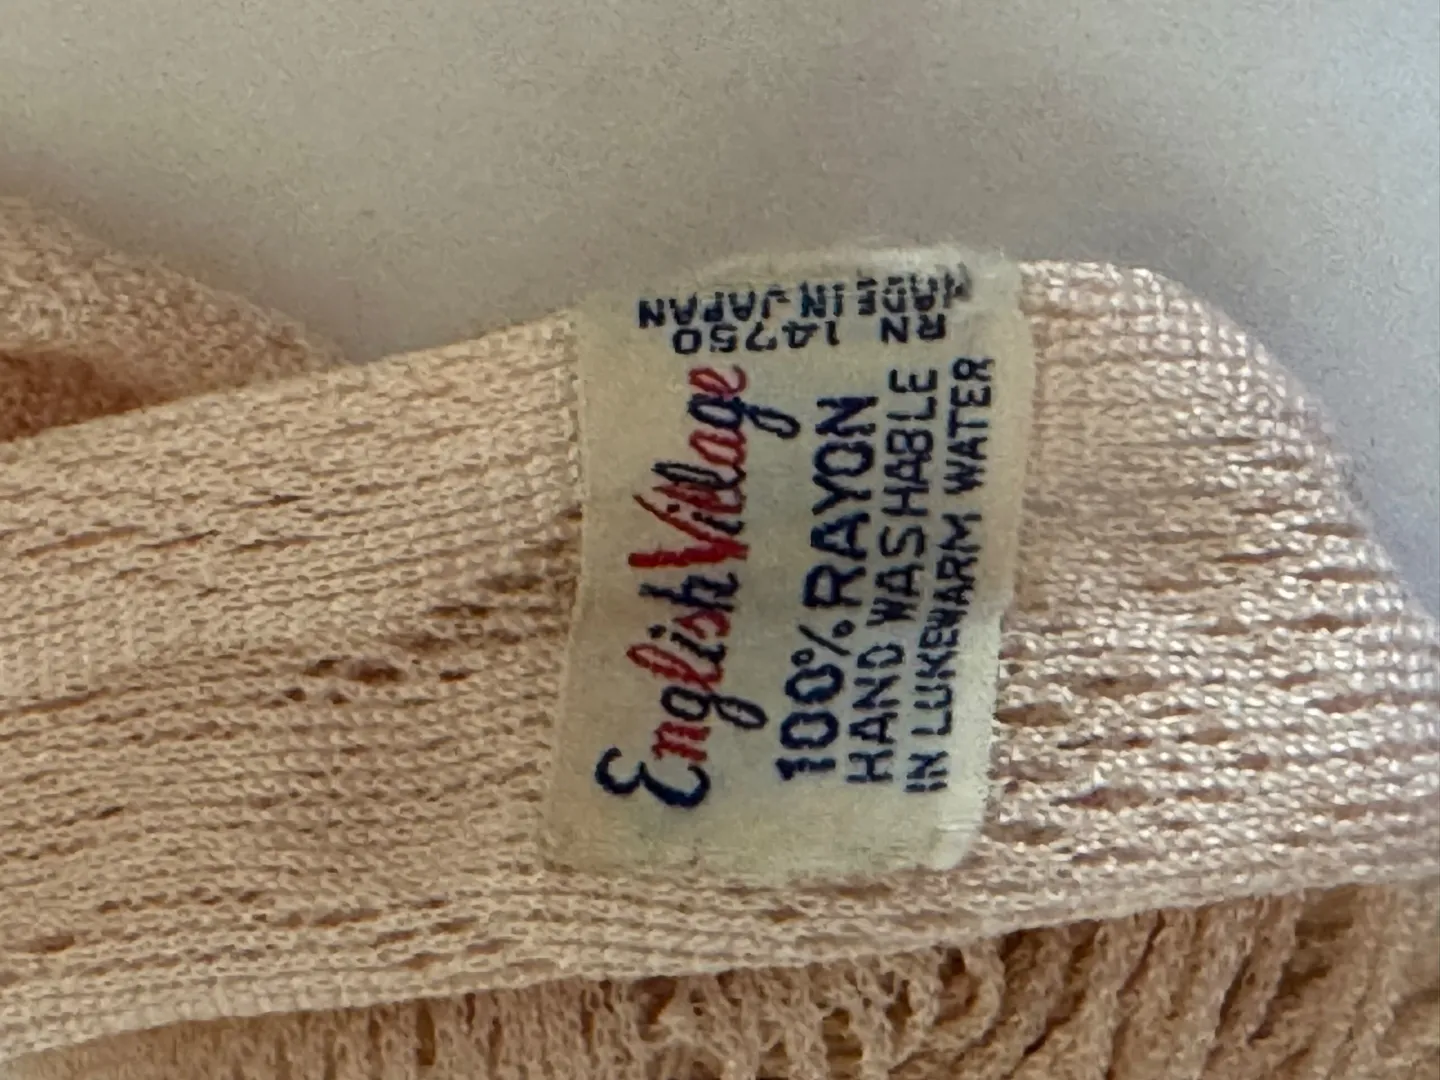 English Village
100% RAYON
HAND WASHABLE
IN LUKEWARM WATER
RN 14750
MADE IN JAPAN